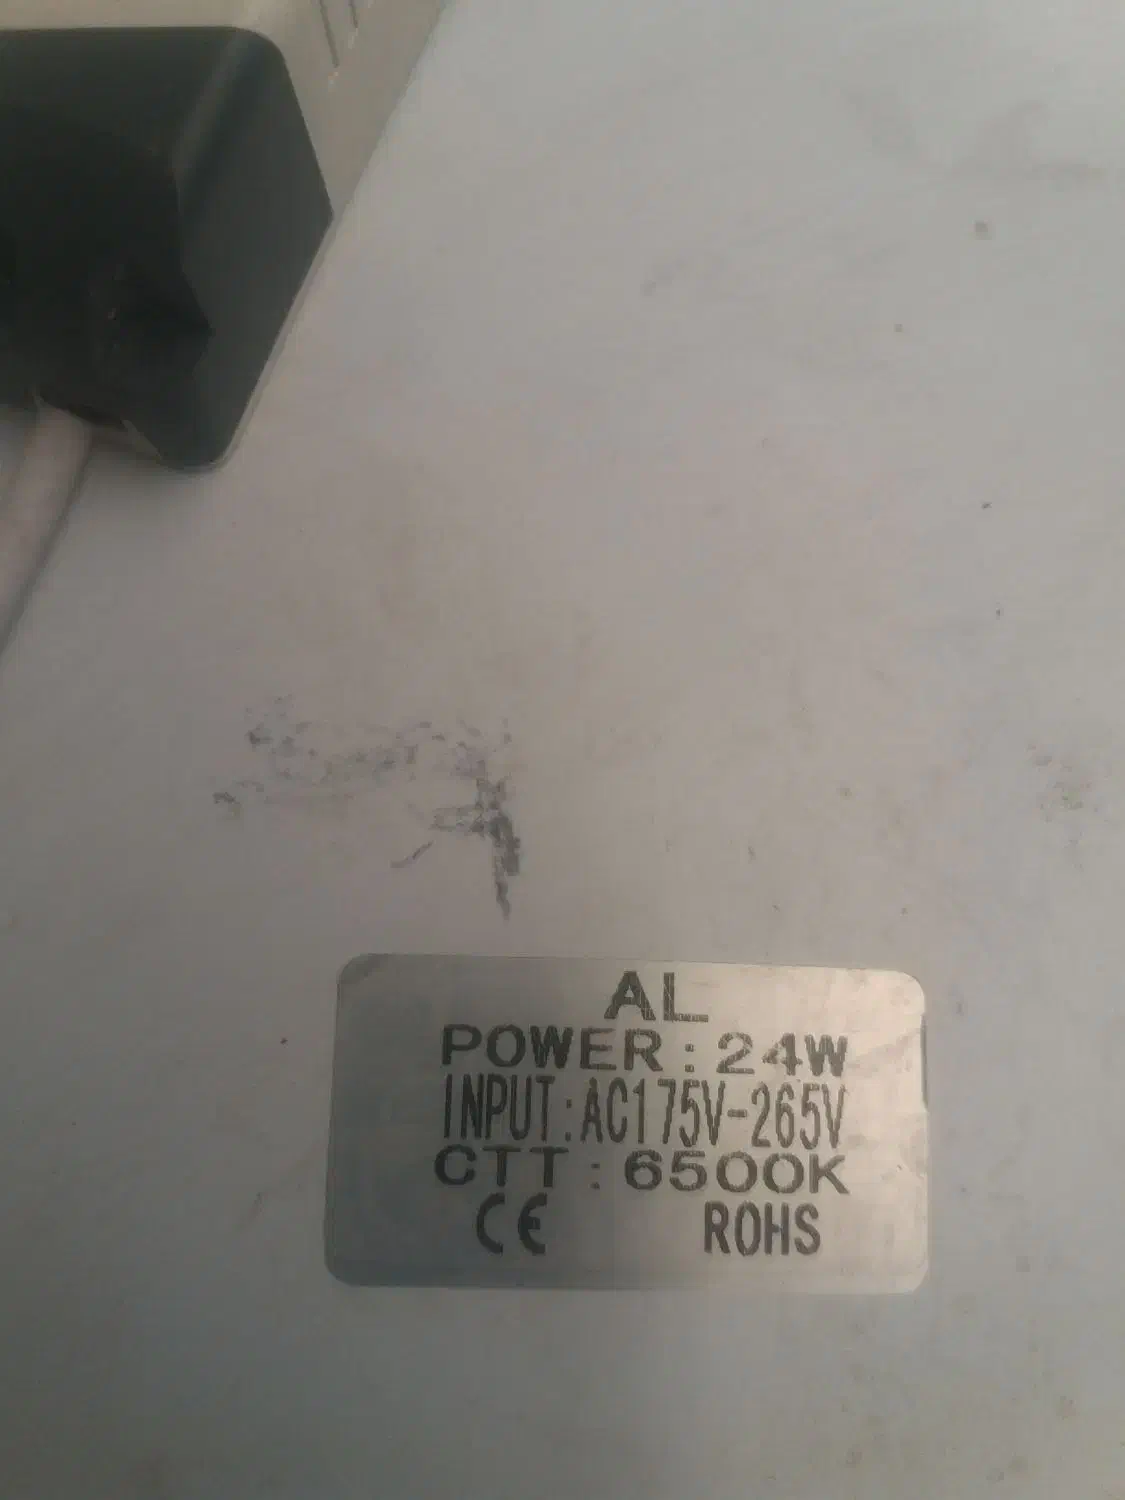 AL
POWER : 24W
INPUT:AC175V-265V
CTT : 6500K
CE ROHS